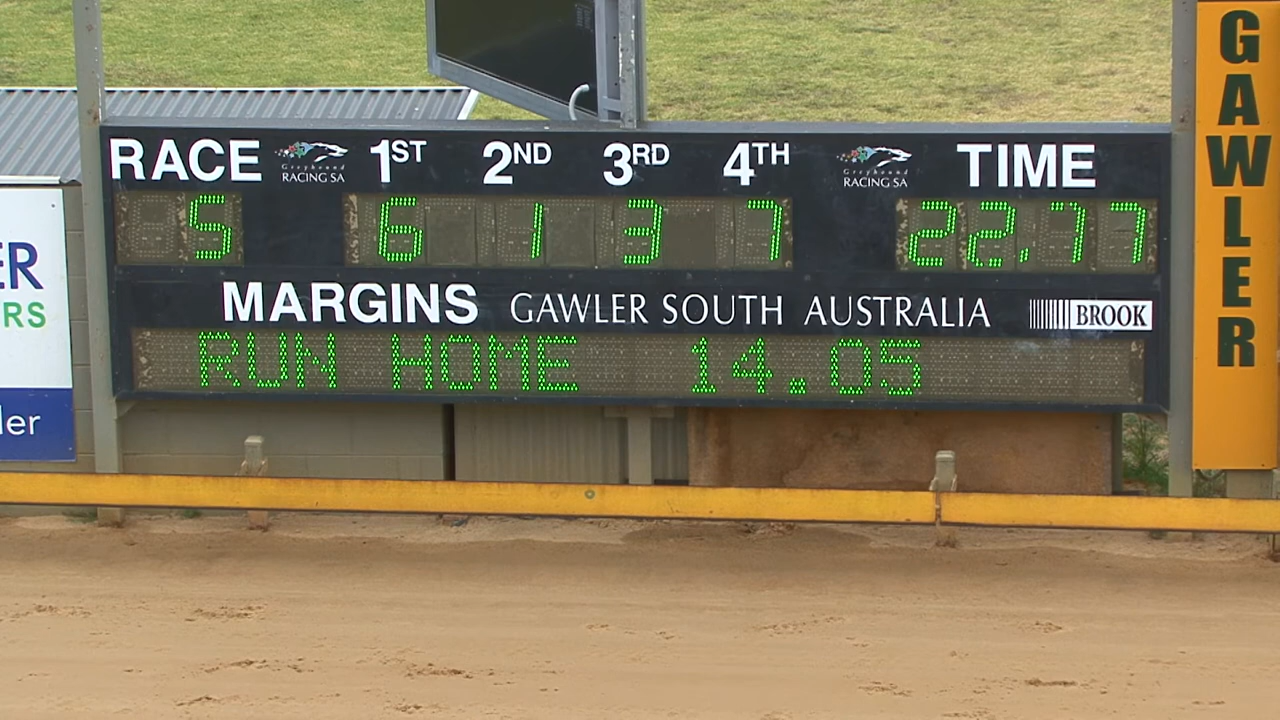 RACE Greyhound RACING SA 1ST 2ND 3RD 4TH Greyhound RACING SA TIME
5 6 1 3 7 22.77
MARGINS GAWLER SOUTH AUSTRALIA BROOK
RUN HOME 14.05
GAWLER
ER
RS
ler